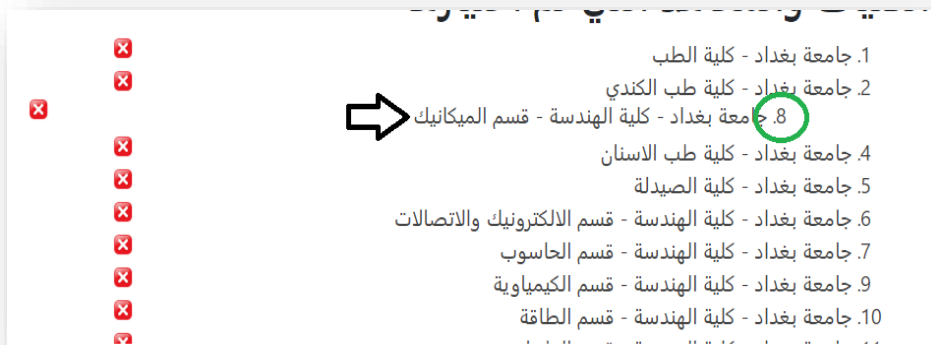 1. جامعة بغداد - كلية الطب
2. جامعة بغداد - كلية طب الكندي
8. جامعة بغداد - كلية الهندسة - قسم الميكانيك
4. جامعة بغداد - كلية طب الاسنان
5. جامعة بغداد - كلية الصيدلة
6. جامعة بغداد - كلية الهندسة - قسم الالكترونيك والاتصالات
7. جامعة بغداد - كلية الهندسة - قسم الحاسوب
9. جامعة بغداد - كلية الهندسة - قسم الكيمياوية
10. جامعة بغداد - كلية الهندسة - قسم الطاقة